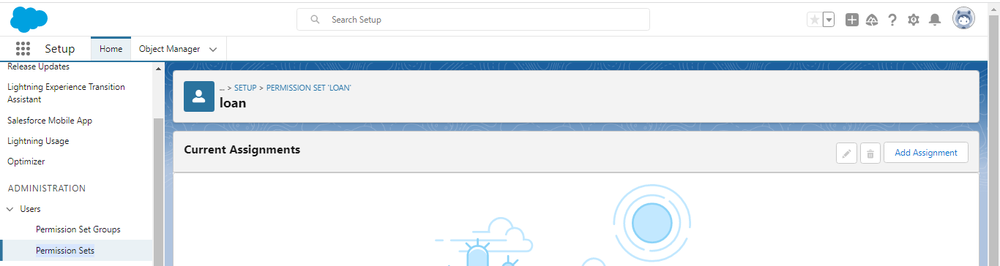 Search Setup
Setup
Home
Object Manager
Release Updates
Lightning Experience Transition
Assistant
Salesforce Mobile App
Lightning Usage
Optimizer
ADMINISTRATION
Users
Permission Set Groups
Permission Sets
... > SETUP > PERMISSION SET 'LOAN'
loan
Current Assignments
Add Assignment